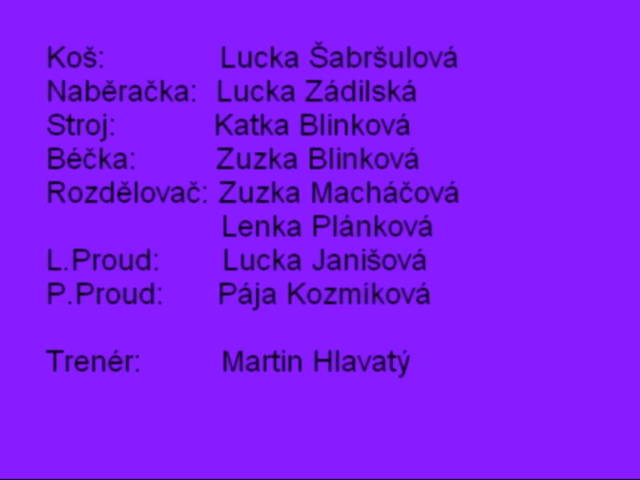 Koš: Lucka Šabršulová
Naběračka: Lucka Zádilská
Stroj: Katka Blinková
Béčka: Zuzka Blinková
Rozdělovač: Zuzka Macháčová
Lenka Plánková
L.Proud: Lucka Janišová
P.Proud: Pája Kozmíková
Trenér: Martin Hlavatý